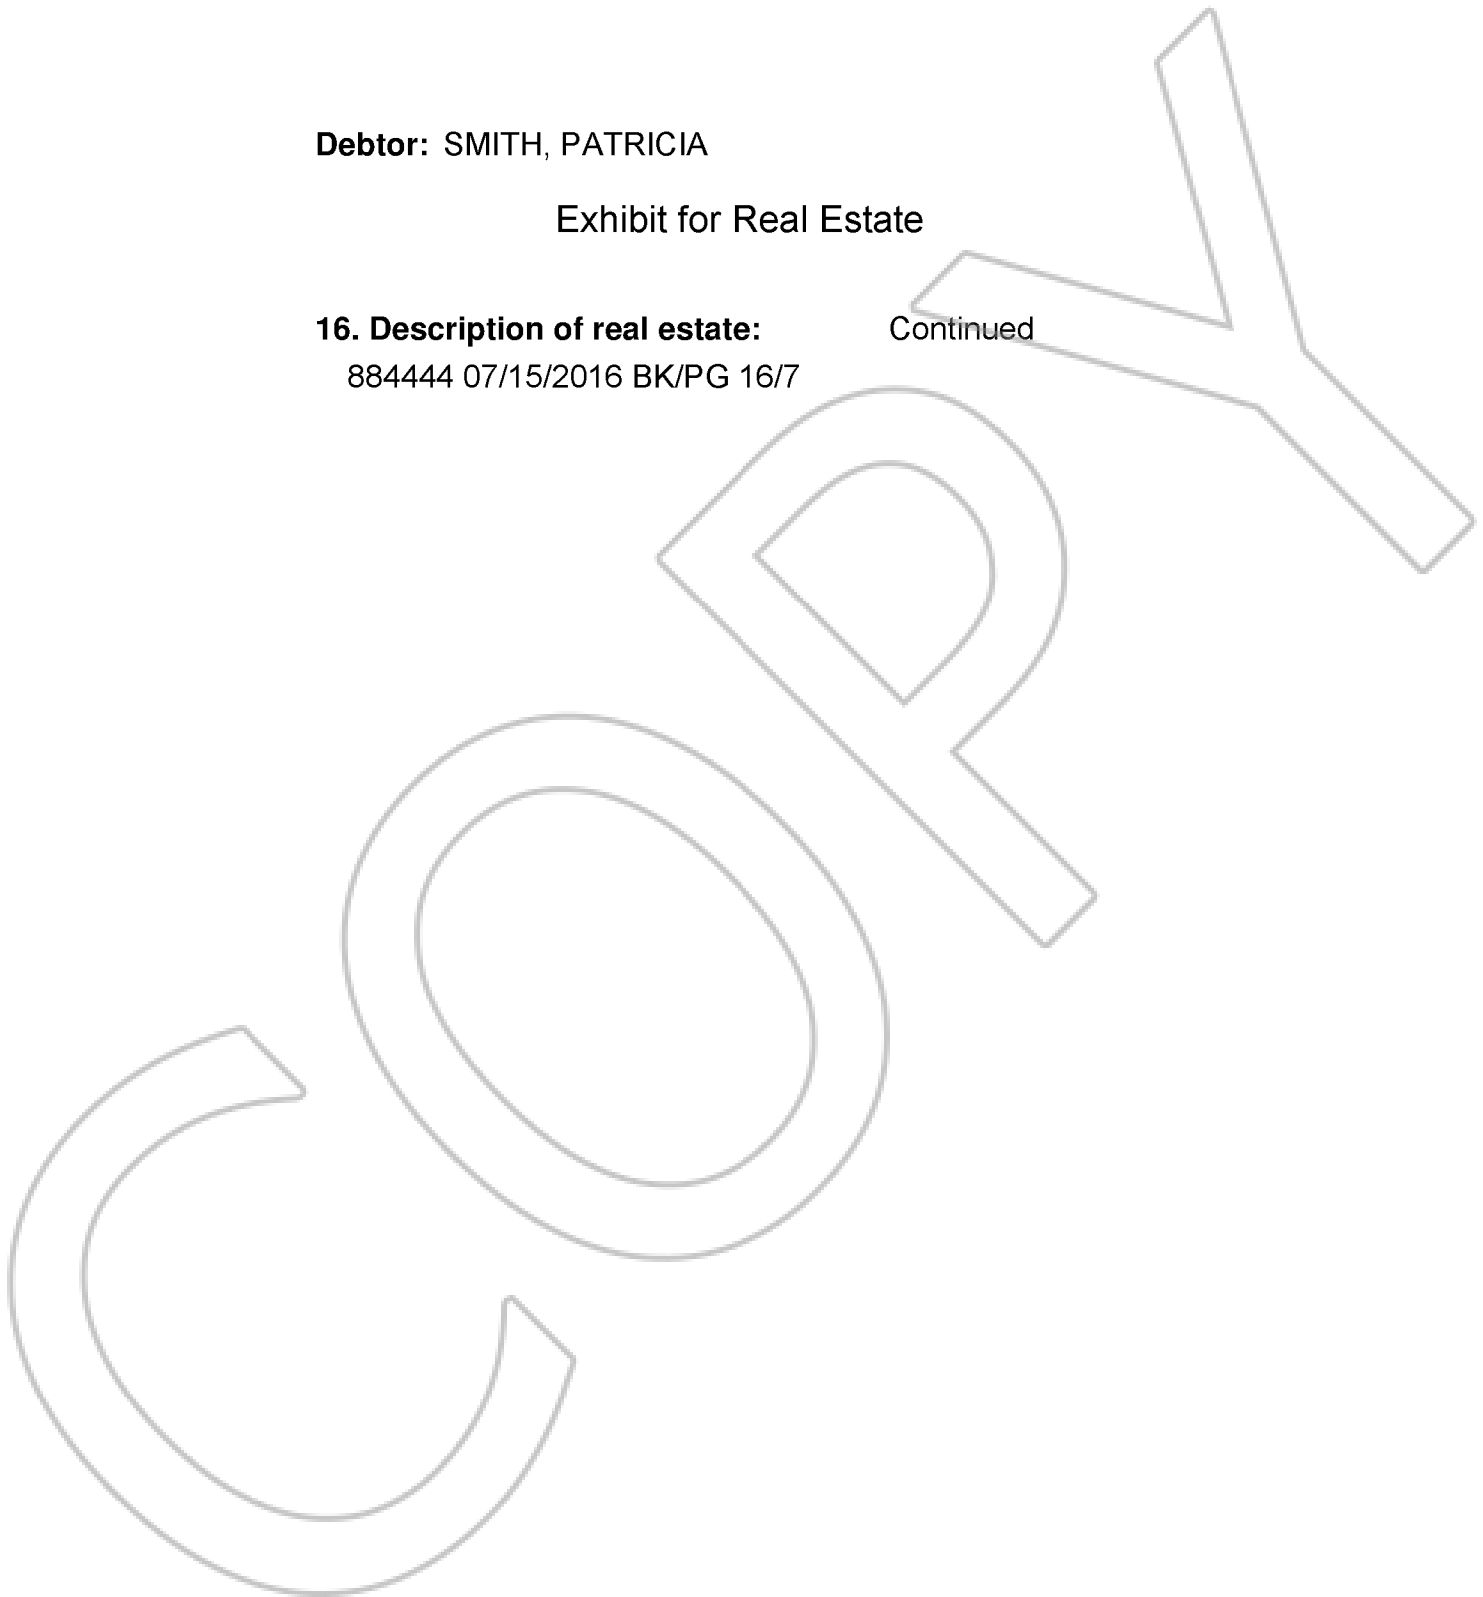 Debtor: SMITH, PATRICIA
Exhibit for Real Estate
16. Description of real estate: Continued
884444 07/15/2016 BK/PG 16/7
COPY